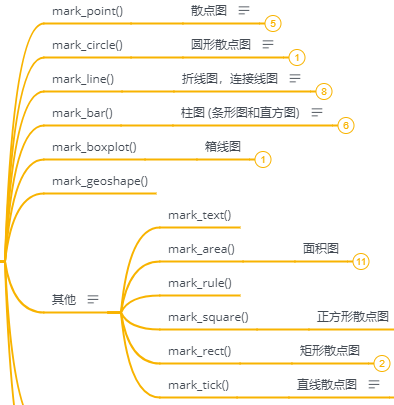 mark_point() 散点图 5
mark_circle() 圆形散点图 1
mark_line() 折线图，连接线图 8
mark_bar() 柱图 (条形图和直方图) 6
mark_boxplot() 箱线图 1
mark_geoshape()
mark_text()
mark_area() 面积图 11
其他 mark_rule()
mark_square() 正方形散点图
mark_rect() 矩形散点图 2
mark_tick() 直线散点图